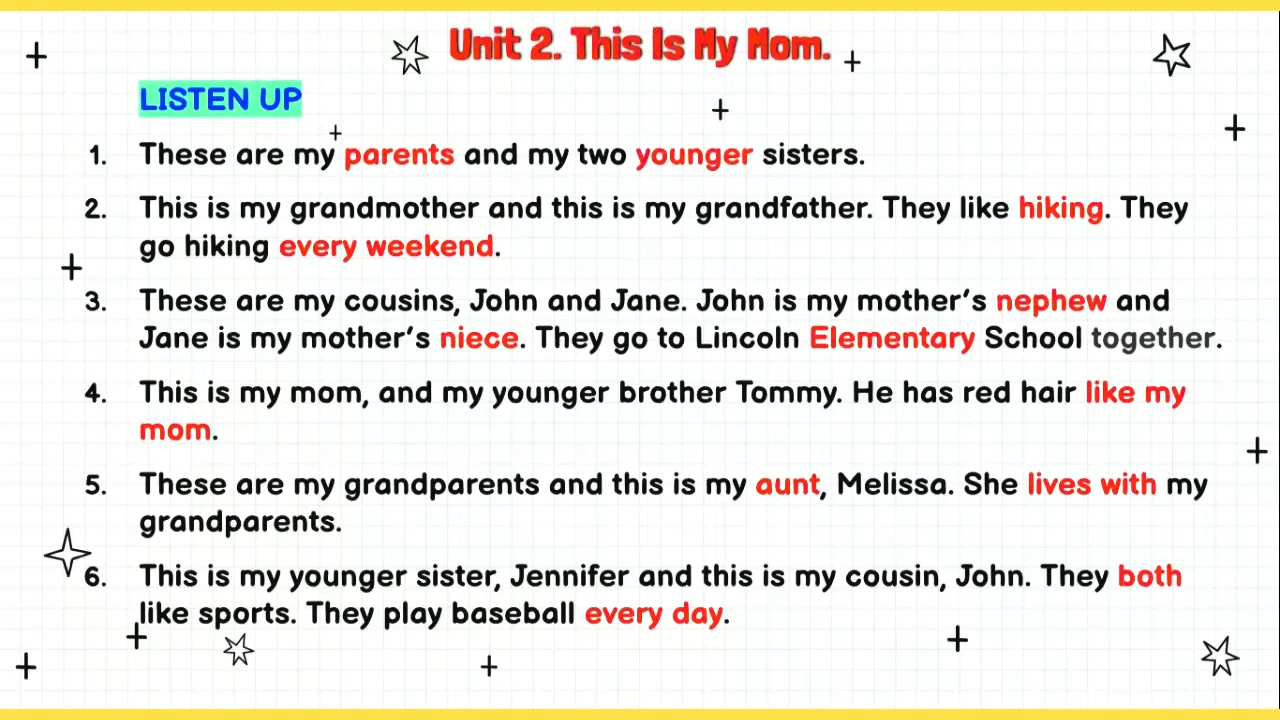 Unit 2. This Is My Mom.
LISTEN UP
1. These are my parents and my two younger sisters.
2. This is my grandmother and this is my grandfather. They like hiking. They
go hiking every weekend.
3. These are my cousins, John and Jane. John is my mother's nephew and
Jane is my mother's niece. They go to Lincoln Elementary School together.
4. This is my mom, and my younger brother Tommy. He has red hair like my
mom.
5. These are my grandparents and this is my aunt, Melissa. She lives with my
grandparents.
6. This is my younger sister, Jennifer and this is my cousin, John. They both
like sports. They play baseball every day.